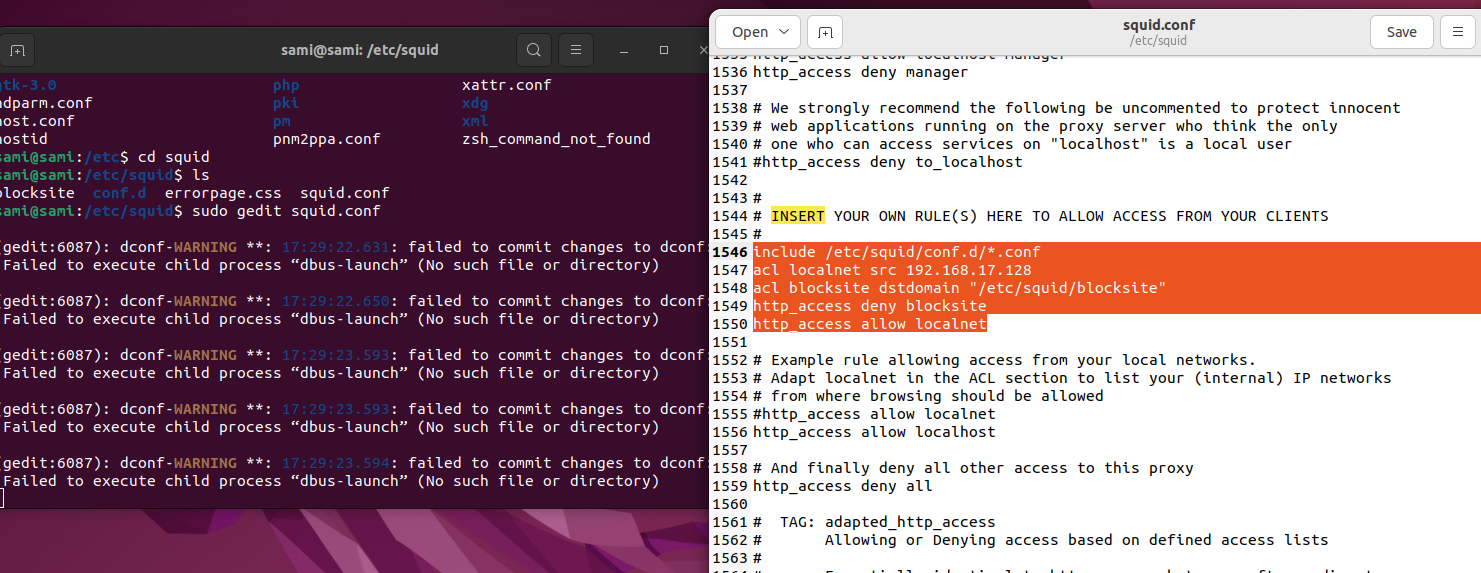 sami@sami: /etc/squid
gtk-3.0 php xattr.conf
hdparm.conf pki xdg
host.conf pm xml
hostid pnm2ppa.conf zsh_command_not_found
sami@sami:/etc$ cd squid
sami@sami:/etc/squid$ ls
blocksite conf.d errorpage.css squid.conf
sami@sami:/etc/squid$ sudo gedit squid.conf
(gedit:6087): dconf-WARNING **: 17:29:22.631: failed to commit changes to dconf:
Failed to execute child process “dbus-launch” (No such file or directory)
(gedit:6087): dconf-WARNING **: 17:29:22.650: failed to commit changes to dconf:
Failed to execute child process “dbus-launch” (No such file or directory)
(gedit:6087): dconf-WARNING **: 17:29:23.593: failed to commit changes to dconf:
Failed to execute child process “dbus-launch” (No such file or directory)
(gedit:6087): dconf-WARNING **: 17:29:23.593: failed to commit changes to dconf:
Failed to execute child process “dbus-launch” (No such file or directory)
(gedit:6087): dconf-WARNING **: 17:29:23.594: failed to commit changes to dconf:
Failed to execute child process “dbus-launch” (No such file or directory)
Open
squid.conf
/etc/squid
Save
1535 http_access allow localhost manager
1536 http_access deny manager
1537
1538 # We strongly recommend the following be uncommented to protect innocent
1539 # web applications running on the proxy server who think the only
1540 # one who can access services on "localhost" is a local user
1541 #http_access deny to_localhost
1542
1543 #
1544 # INSERT YOUR OWN RULE(S) HERE TO ALLOW ACCESS FROM YOUR CLIENTS
1545 #
1546 include /etc/squid/conf.d/*.conf
1547 acl localnet src 192.168.17.128
1548 acl blocksite dstdomain "/etc/squid/blocksite"
1549 http_access deny blocksite
1550 http_access allow localnet
1551
1552 # Example rule allowing access from your local networks.
1553 # Adapt localnet in the ACL section to list your (internal) IP networks
1554 # from where browsing should be allowed
1555 #http_access allow localnet
1556 http_access allow localhost
1557
1558 # And finally deny all other access to this proxy
1559 http_access deny all
1560
1561 #  TAG: adapted_http_access
1562 #       Allowing or Denying access based on defined access lists
1563 #